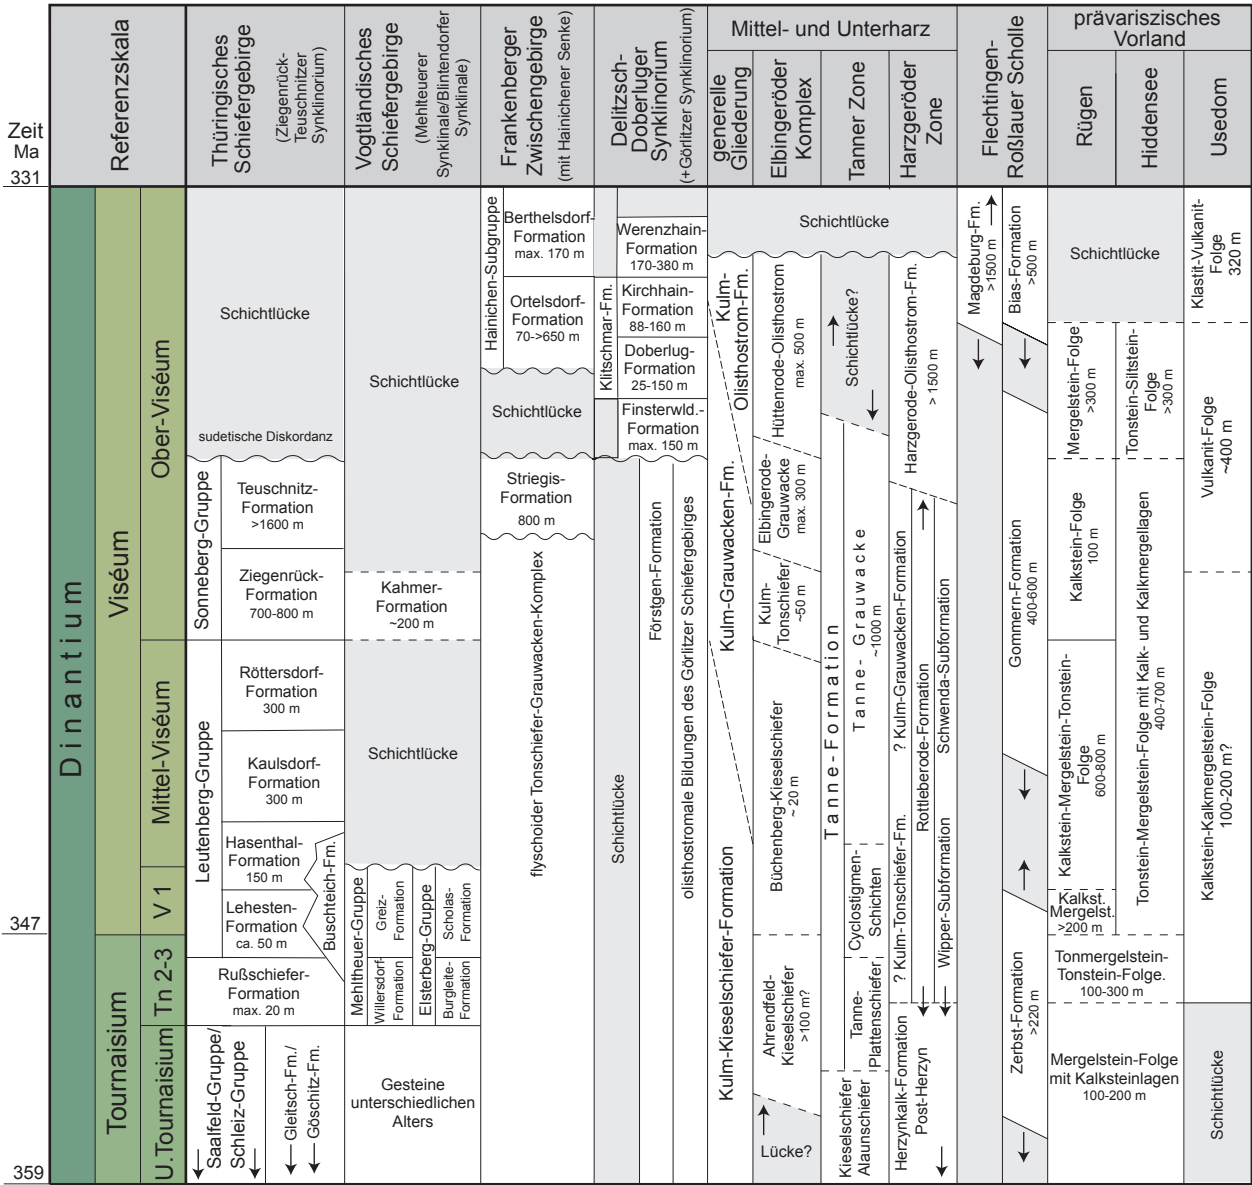 Zeit
Ma
331
347
359
Referenzskala
Thüringisches
Schiefergebirge
(Ziegenrück-
Teuschnitzer
Synklinorium)
Vogtländisches
Schiefergebirge
(Mehlteuerer
Synklinale/Blintendorfer
Synklinale)
Frankenberger
Zwischengebirge
(mit Hainichener Senke)
Delitzsch-
Doberluger
Synklinorium
(+Görlitzer Synklinorium)
Mittel- und Unterharz
generelle
Gliederung
Elbingeröder
Komplex
Tanner Zone
Harzgeröder
Zone
Flechtingen-
Roßlauer Scholle
prävariszisches
Vorland
Rügen
Hiddensee
Usedom
Dinantium
Viséum
Tournaisium
Ober-Viséum
Mittel-Viséum
V 1
Tn 2-3
U.Tournaisium
Schichtlücke
sudetische Diskordanz
Sonneberg-Gruppe
Teuschnitz-
Formation
>1600 m
Ziegenrück-
Formation
700-800 m
Leutenberg-Gruppe
Röttersdorf-
Formation
300 m
Kaulsdorf-
Formation
300 m
Hasenthal-
Formation
150 m
Buschteich-Fm.
Lehesten-
Formation
ca. 50 m
Rußschiefer-
Formation
max. 20 m
Saalfeld-Gruppe/
Schleiz-Gruppe
Gleitsch-Fm./
Göschitz-Fm.
Schichtlücke
Kahmer-
Formation
~200 m
Schichtlücke
Mehltheuer-Gruppe
Greiz-
Formation
Willersdorf-
Formation
Elsterberg-Gruppe
Scholas-
Formation
Burgleite-
Formation
Gesteine
unterschiedlichen
Alters
Hainichen-Subgruppe
Berthelsdorf-
Formation
max. 170 m
Ortelsdorf-
Formation
70->650 m
Schichtlücke
Striegis-
Formation
800 m
flyschoider Tonschiefer-Grauwacken-Komplex
Klitschmar-Fm.
Werenzhain-
Formation
170-380 m
Kirchhain-
Formation
88-160 m
Doberlug-
Formation
25-150 m
Finsterwld.-
Formation
max. 150 m
Schichtlücke
Förstgen-Formation
olisthostromale Bildungen des Görlitzer Schiefergebirges
Schichtlücke
Kulm-
Olisthostrom-Fm.
Kulm-Grauwacken-Fm.
Kulm-Kieselschiefer-Formation
Hüttenrode-Olisthostrom
max. 500 m
Elbingerode-
Grauwacke
max. 300 m
Kulm-
Tonschiefer
~50 m
Büchenberg-Kieselschiefer
~ 20 m
Ahrendfeld-
Kieselschiefer
>100 m?
Lücke?
Schichtlücke?
Tanne-Formation
Tanne- Grauwacke
~1000 m
Cyclostigmen-
Schichten
Tanne-
Plattenschiefer
Kieselschiefer
Alaunschiefer
Harzgerode-Olisthostrom-Fm.
> 1500 m
? Kulm-Grauwacken-Formation
? Kulm-Tonschiefer-Fm.
Rottleberode-Formation
Schwenda-Subformation
Wipper-Subformation
Herzynkalk-Formation
Post-Herzyn
Magdeburg-Fm.
>1500 m
Bias-Formation
>500 m
Gommern-Formation
400-600 m
Zerbst-Formation
>220 m
Schichtlücke
Mergelstein-Folge
>300 m
Tonstein-Siltstein-
Folge
>300 m
Kalkstein-Folge
100 m
Kalkstein-Mergelstein-Tonstein-
Folge
600-800 m
Tonstein-Mergelstein-Folge mit Kalk- und Kalkmergellagen
400-700 m
Kalkst.
Mergelst.
>200 m
Tonmergelstein-
Tonstein-Folge.
100-300 m
Mergelstein-Folge
mit Kalksteinlagen
100-200 m
Klastit-Vulkanit-
Folge
320 m
Vulkanit-Folge
~400 m
Kalkstein-Kalkmergelstein-Folge
100-200 m?
Schichtlücke